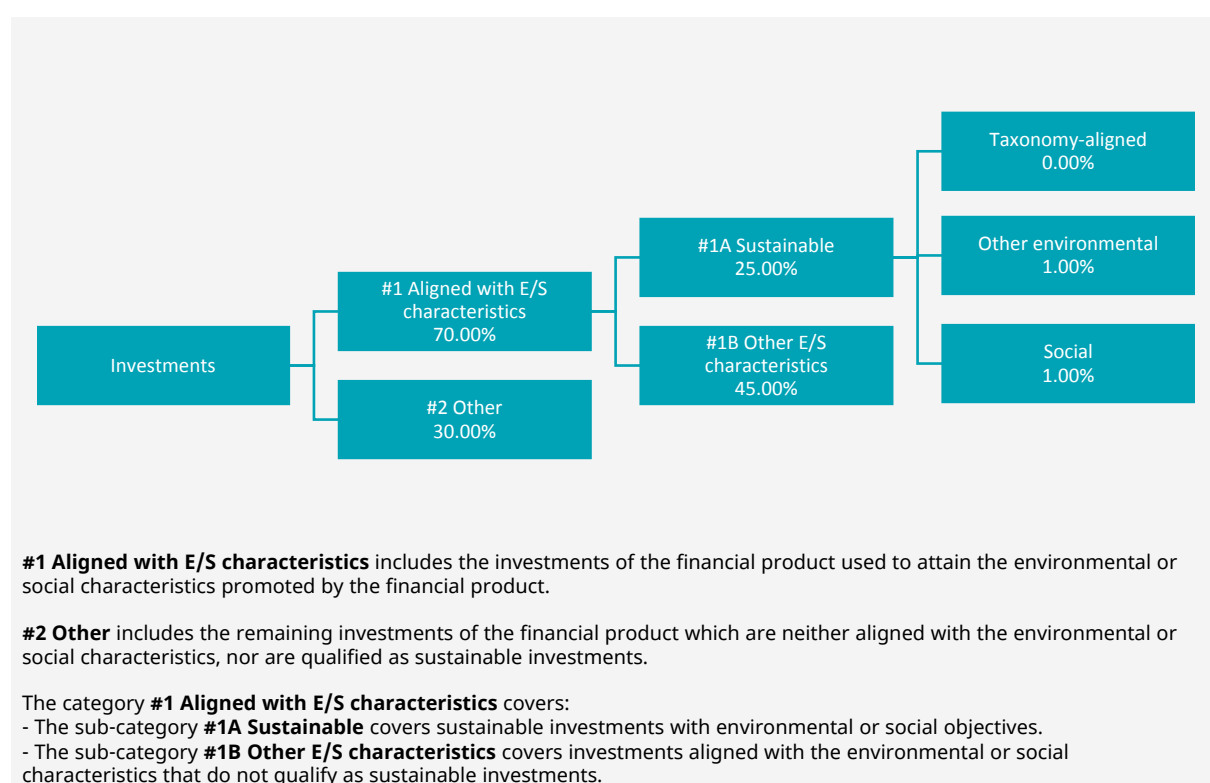 Taxonomy-aligned
0.00%
#1A Sustainable
25.00%
Other environmental
1.00%
#1 Aligned with E/S
characteristics
70.00%
Investments
#1B Other E/S
characteristics
45.00%
Social
1.00%
#2 Other
30.00%
#1 Aligned with E/S characteristics includes the investments of the financial product used to attain the environmental or
social characteristics promoted by the financial product.
#2 Other includes the remaining investments of the financial product which are neither aligned with the environmental or
social characteristics, nor are qualified as sustainable investments.
The category #1 Aligned with E/S characteristics covers:
- The sub-category #1A Sustainable covers sustainable investments with environmental or social objectives.
- The sub-category #1B Other E/S characteristics covers investments aligned with the environmental or social
characteristics that do not qualify as sustainable investments.